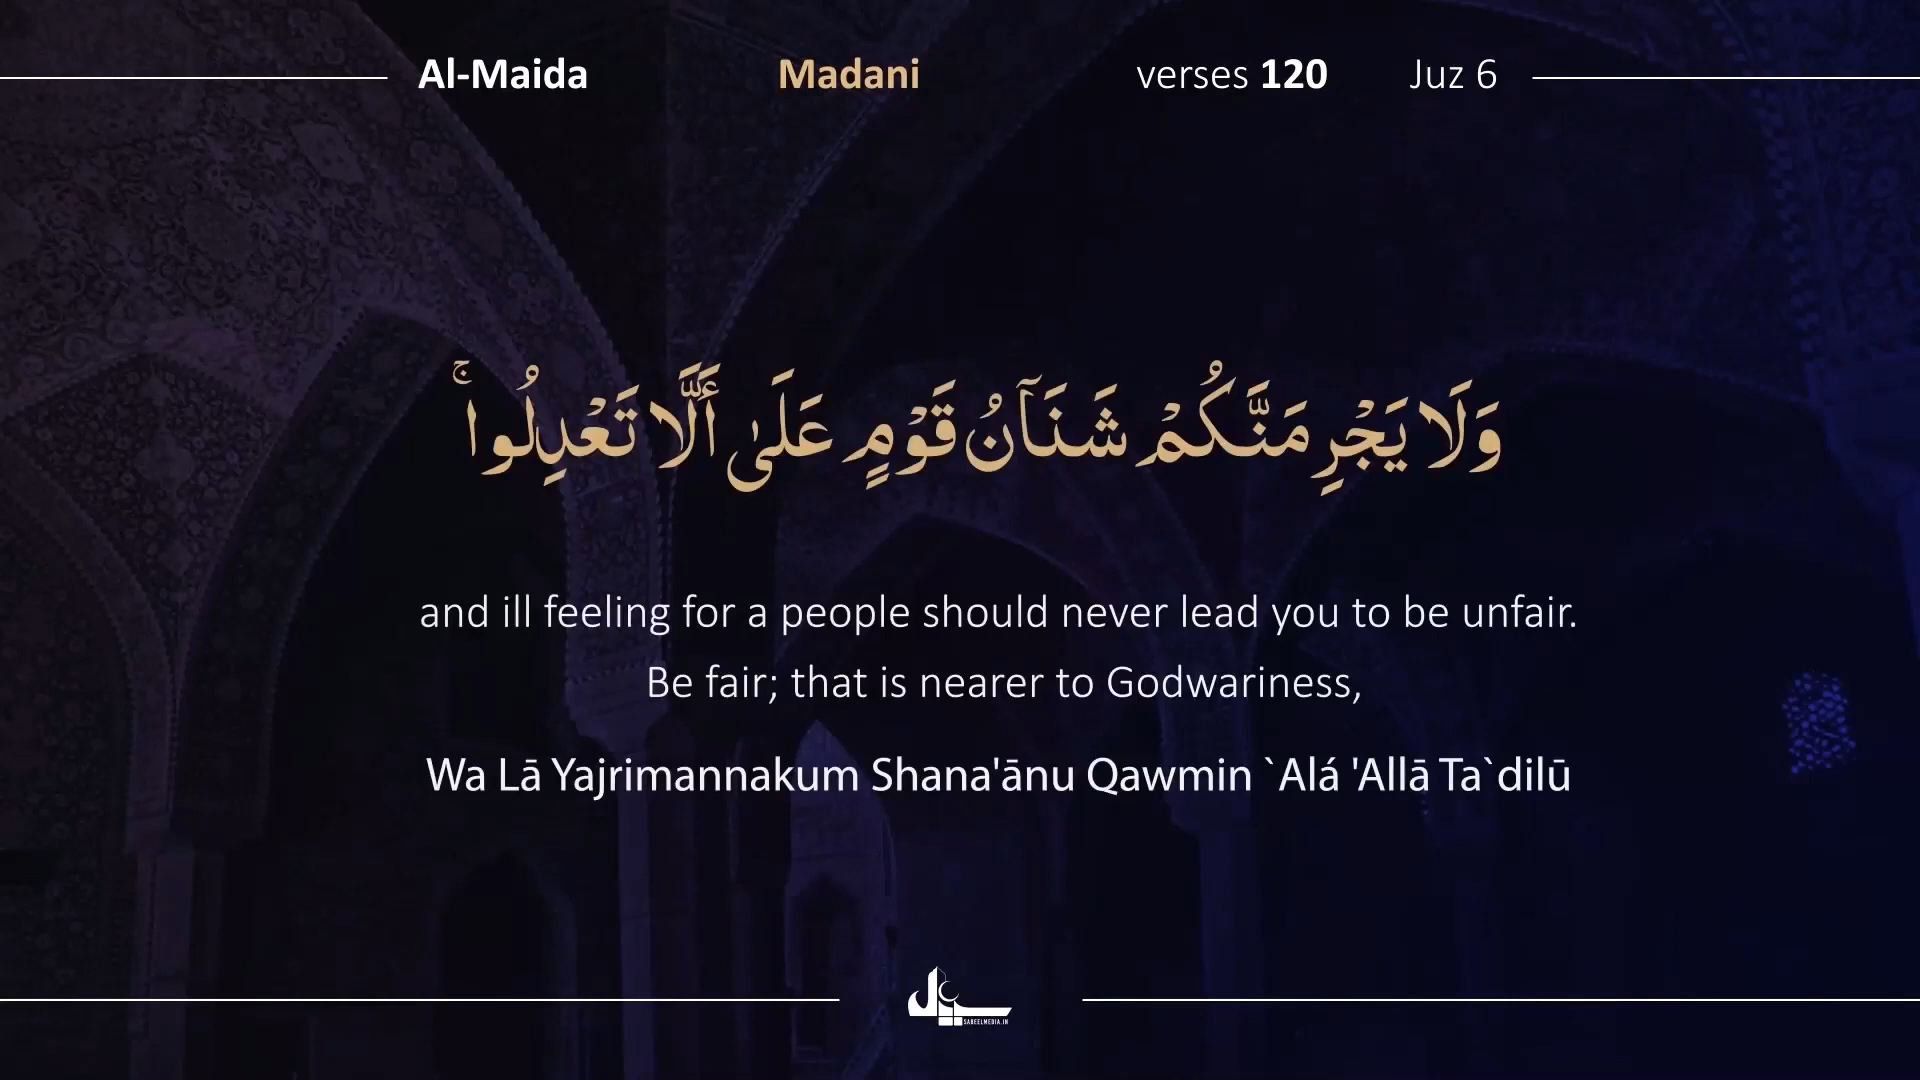 Al-Maida Madani verses 120 Juz 6
وَلَا يَجْرِمَنَّكُمْ شَنَآنُ قَوْمٍ عَلَىٰ أَلَّا تَعْدِلُوا ۚ
and ill feeling for a people should never lead you to be unfair.
Be fair; that is nearer to Godwariness,
Wa Lā Yajrimannakum Shana'ānu Qawmin `Alá 'Allā Ta`dilū
SABEELMEDIA.IN